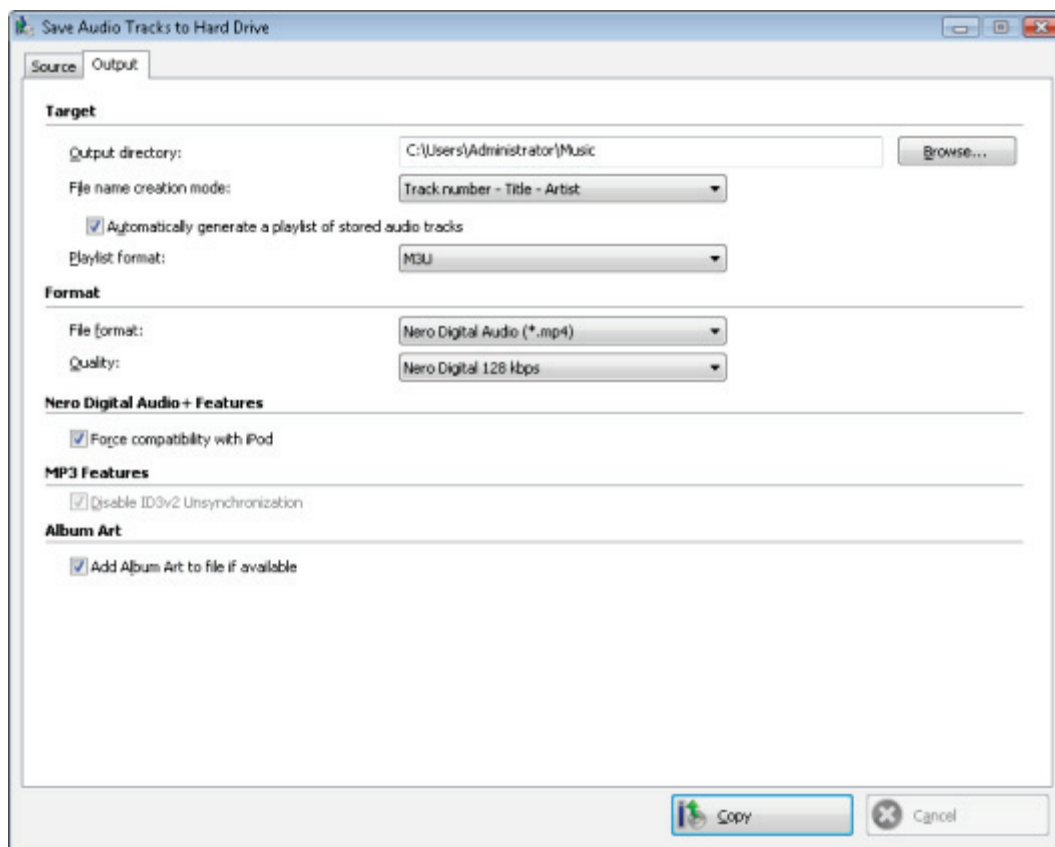 Save Audio Tracks to Hard Drive
Source Output
Target
Output directory: C:\Users\Administrator\Music Browse...
File name creation mode: Track number - Title - Artist
Automatically generate a playlist of stored audio tracks
Playlist format: M3U
Format
File format: Nero Digital Audio (*.mp4)
Quality: Nero Digital 128 kbps
Nero Digital Audio+ Features
Force compatibility with iPod
MP3 Features
Disable ID3v2 Unsynchronization
Album Art
Add Album Art to file if available
Copy Cancel